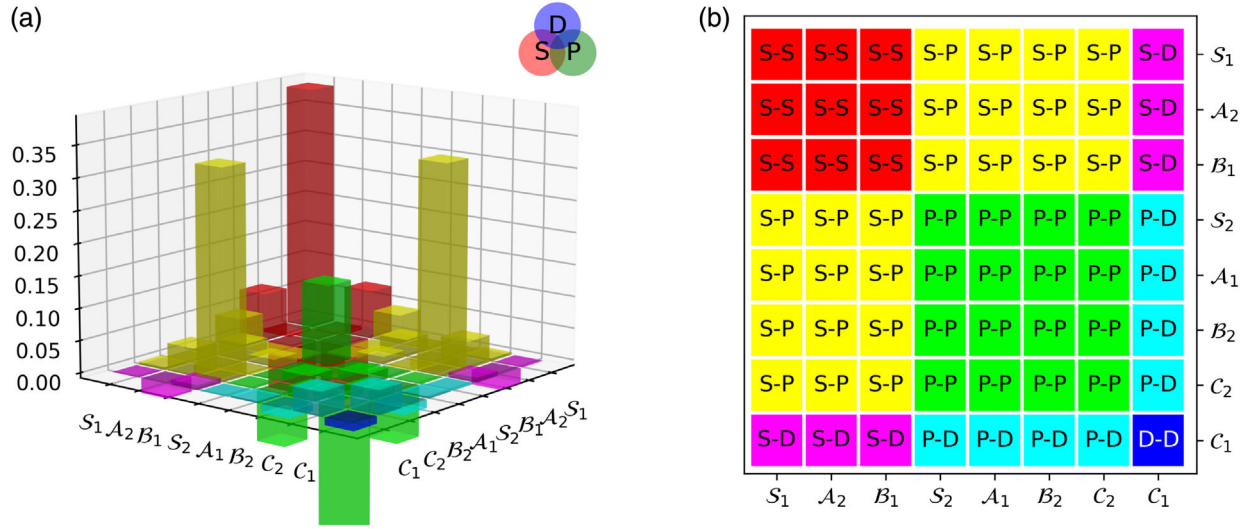 (a)
D
S P
0.35
0.30
0.25
0.20
0.15
0.10
0.05
0.00
𝒮₁ 𝒜₂ ℬ₁ 𝒮₂ 𝒜₁ ℬ₂ 𝒞₂ 𝒞₁
𝒞₁ 𝒞₂ ℬ₂ 𝒜₁ 𝒮₂ ℬ₁ 𝒜₂ 𝒮₁
(b)
S-S S-S S-S S-P S-P S-P S-P S-D 𝒮₁
S-S S-S S-S S-P S-P S-P S-P S-D 𝒜₂
S-S S-S S-S S-P S-P S-P S-P S-D ℬ₁
S-P S-P S-P P-P P-P P-P P-P P-D 𝒮₂
S-P S-P S-P P-P P-P P-P P-P P-D 𝒜₁
S-P S-P S-P P-P P-P P-P P-P P-D ℬ₂
S-P S-P S-P P-P P-P P-P P-P P-D 𝒞₂
S-D S-D S-D P-D P-D P-D P-D D-D 𝒞₁
𝒮₁ 𝒜₂ ℬ₁ 𝒮₂ 𝒜₁ ℬ₂ 𝒞₂ 𝒞₁